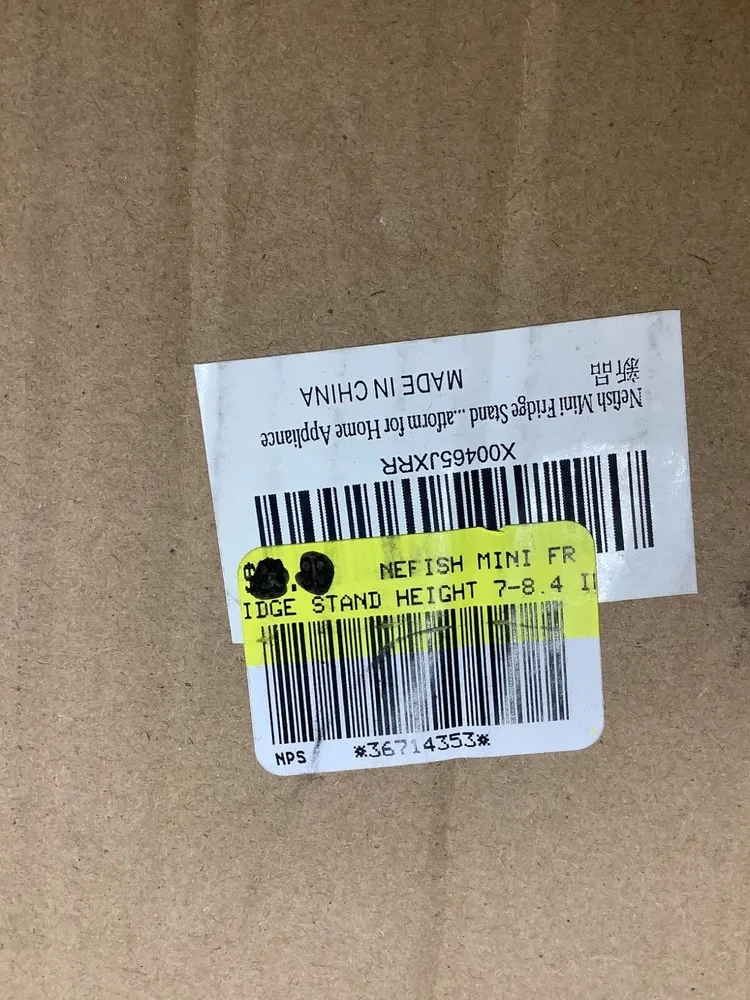 X00465JXRR
Nefish Mini Fridge Stand...atform for Home Appliance
新品
MADE IN CHINA
$ NEFISH MINI FR
IDGE STAND HEIGHT 7-8.4 I
NPS *36714353*